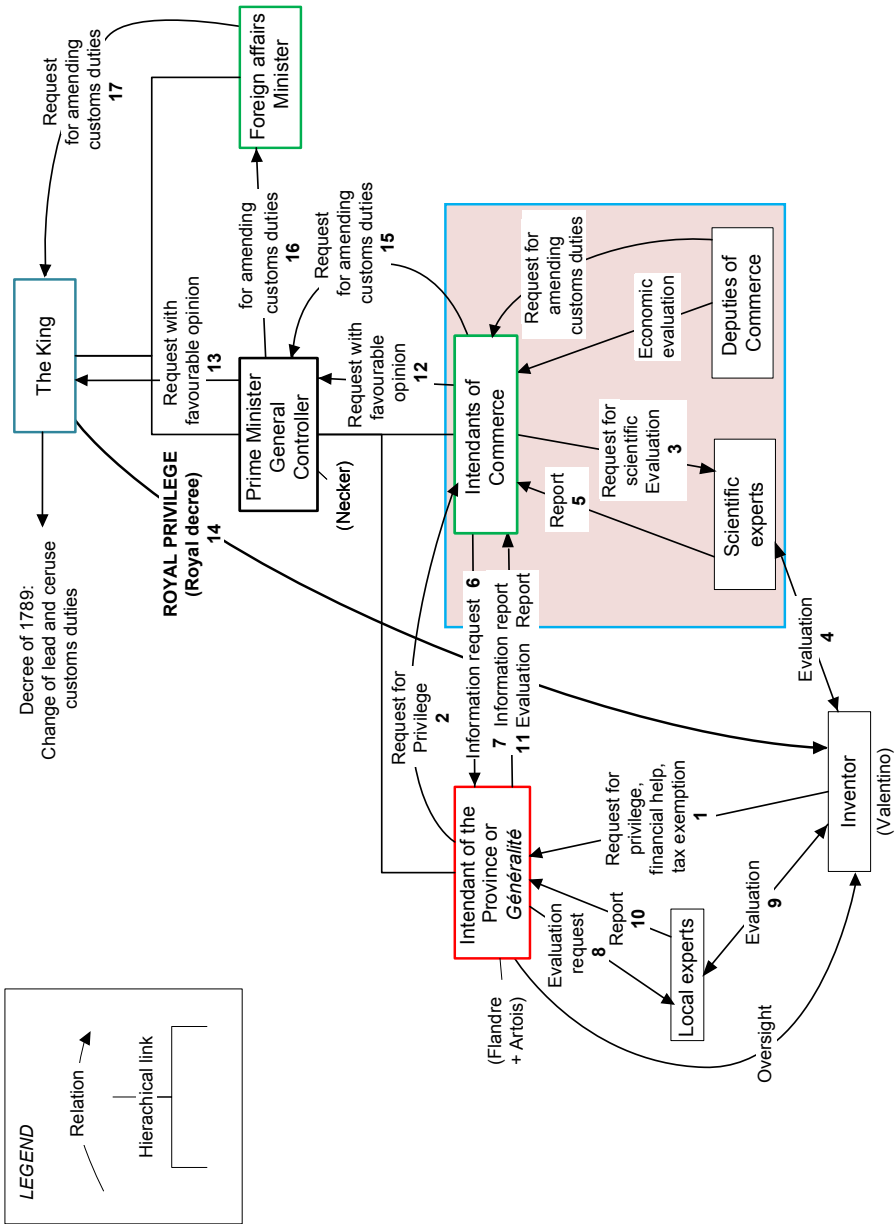 LEGEND
Relation
Hierachical link
Decree of 1789:
Change of lead and ceruse
customs duties
The King
Request
for amending
customs duties
17
ROYAL PRIVILEGE
(Royal decree)
14
Request with
favourable opinion
13
for amending
customs duties
16
Foreign affairs
Minister
Prime Minister
General
Controller
(Necker)
Request with
favourable
opinion
12
Request
for amending
customs duties
15
Request for
Privilege
2
(Flandre
+ Artois)
Intendant of the
Province or
Généralité
Information request 6
7 Information report
11 Evaluation Report
Intendants of
Commerce
Evaluation
request
8
Report
10
Request for
privilege,
financial help,
tax exemption
1
Report
5
Request for
scientific
Evaluation
3
Economic
evaluation
Request for
amending
customs duties
Local experts
Scientific
experts
Deputies of
Commerce
Oversight
Evaluation
9
Evaluation
4
Inventor
(Valentino)